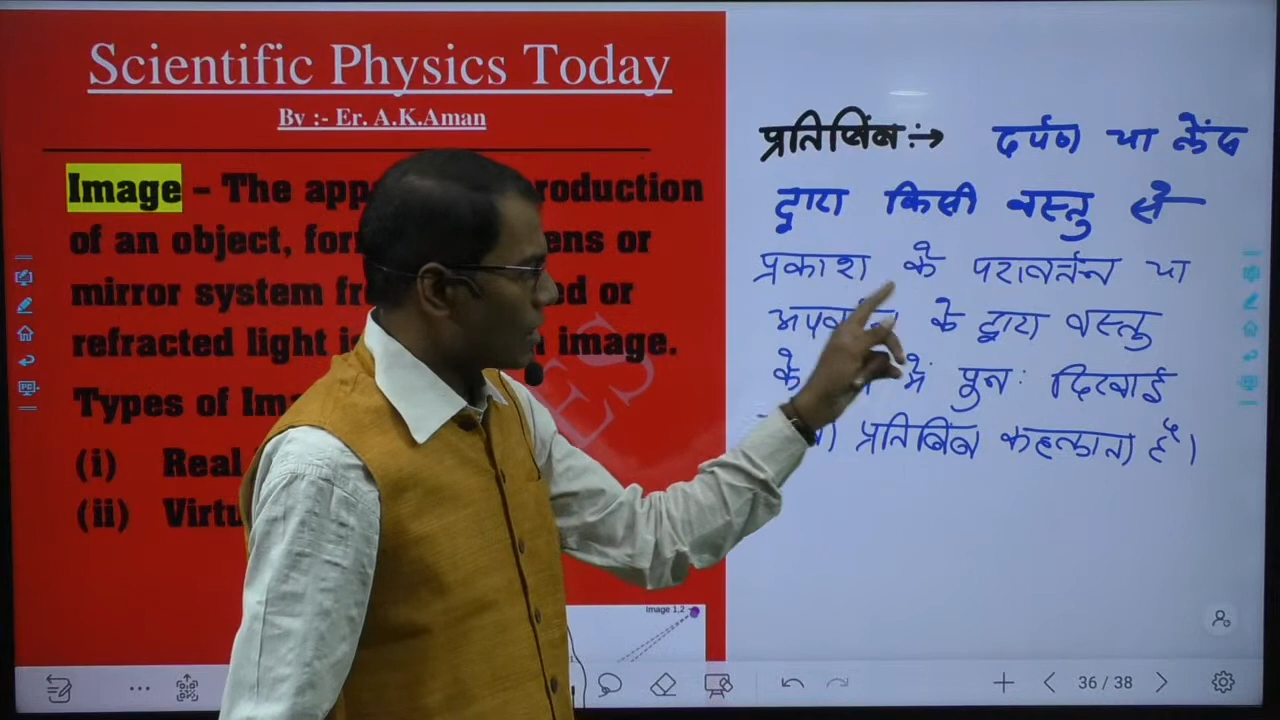 Scientific Physics Today
By :- Er. A.K.Aman
Image – The app roduction
of an object, for ens or
mirror system fr d or
refracted light i image.
Types of Im
(i) Real
(ii) Virtu
Image 1,2
प्रतिबिंब :→ दर्पण या लेंस
द्वारा किसी वस्तु से
प्रकाश के परावर्तन या
के द्वारा वस्तु
के में पुनः दिखाई
प्रतिबिंब कहलाता है।
36 / 38